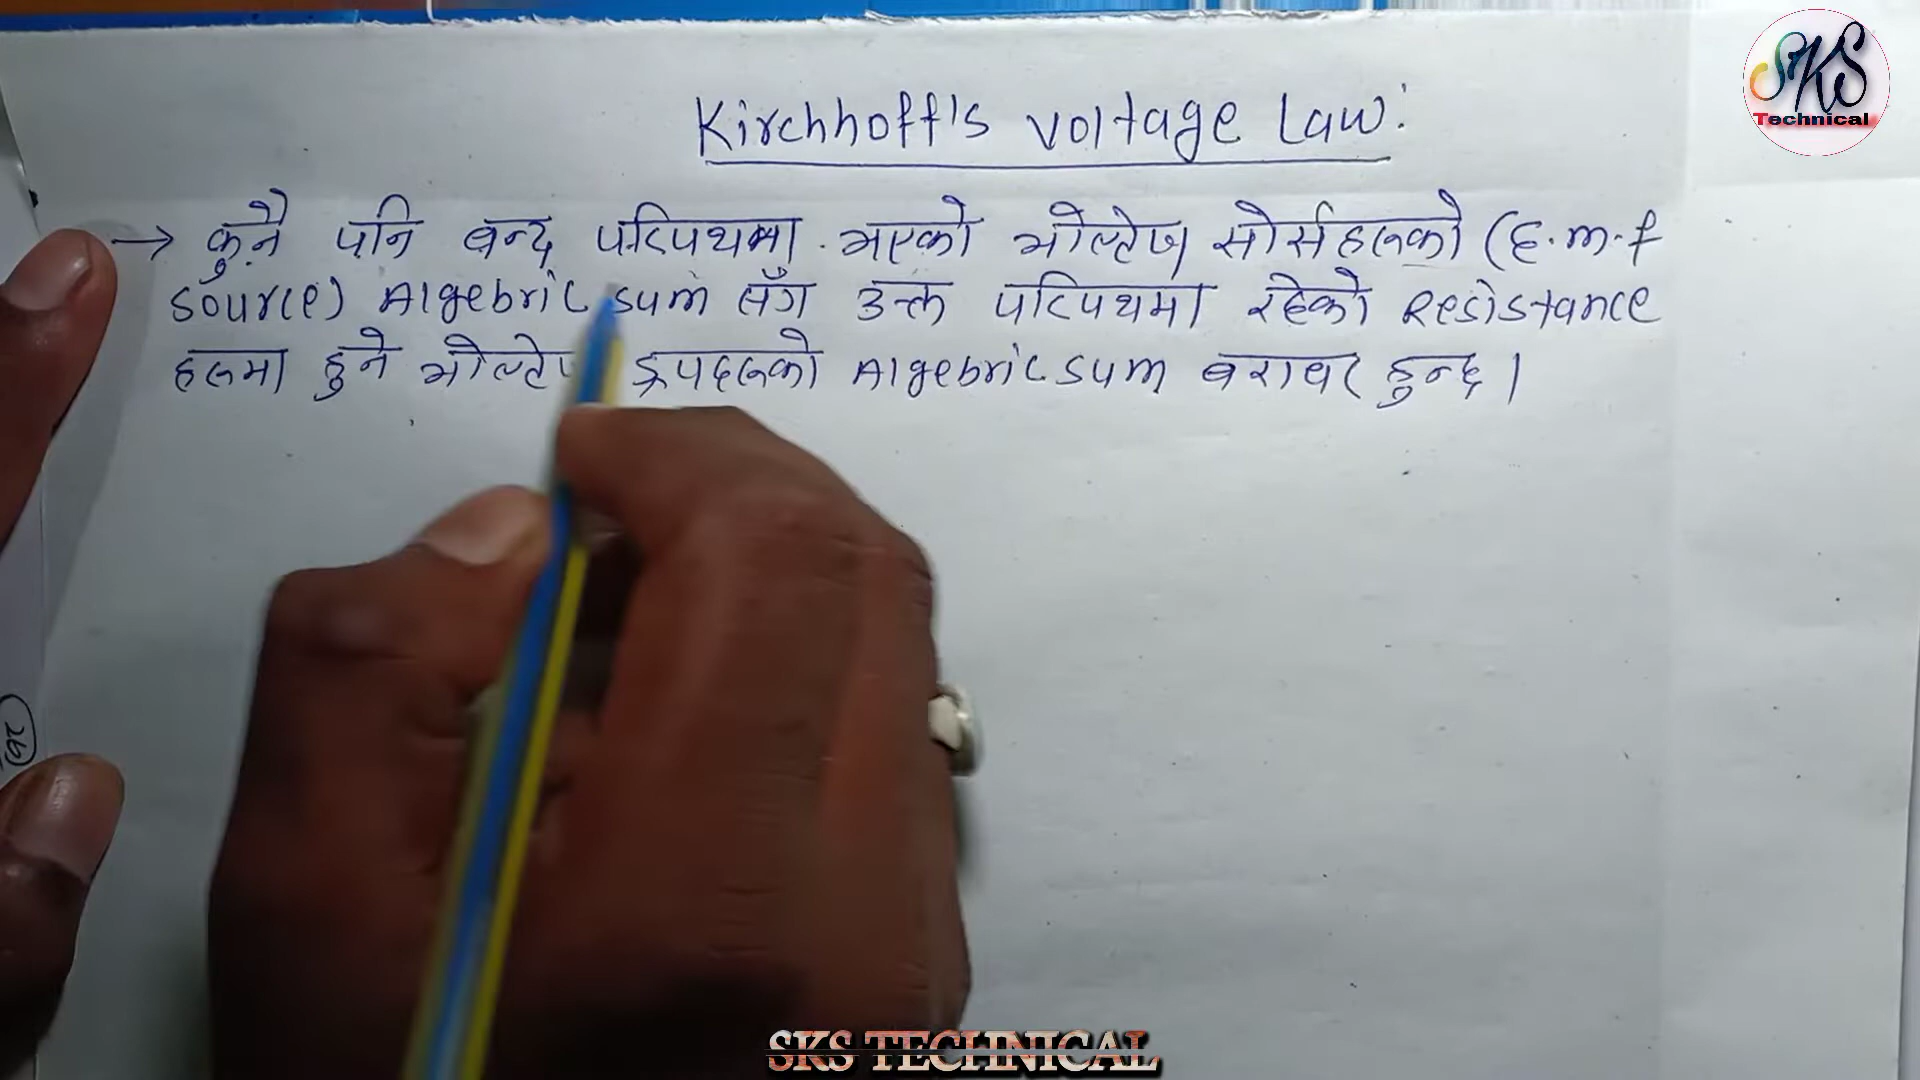 SKS
Technical
Kirchhoff's voltage Law:
→ कुनै पनि बन्द परिपथमा भएको भोल्टेज सोर्सहरुको (e.m.f
source) Algebric sum सँग उक्त परिपथमा रहेको Resistance
हरुमा हुने भोल्टेज ड्रपहरुको Algebric sum बराबर हुन्छ।
SKS TECHNICAL